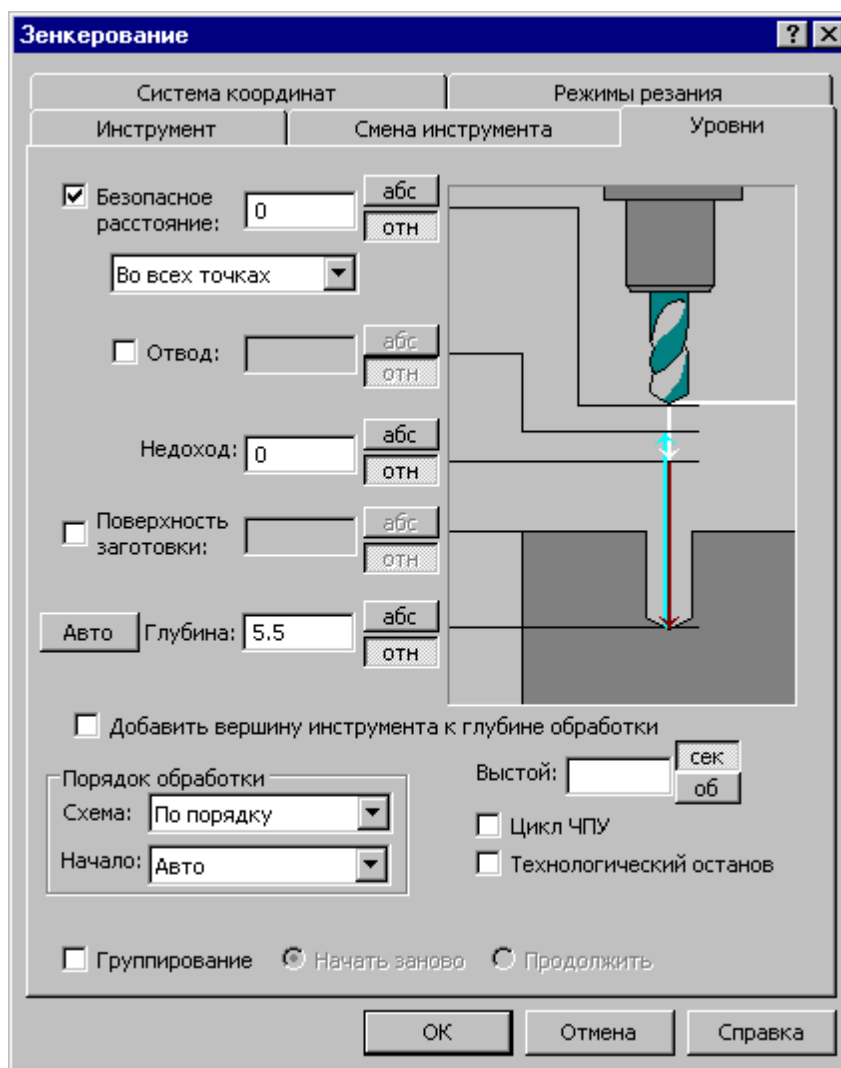 Зенкерование
Система координат
Режимы резания
Инструмент
Смена инструмента
Уровни
Безопасное
расстояние:
0
абс
отн
Во всех точках
Отвод:
абс
отн
Недоход:
0
абс
отн
Поверхность
заготовки:
абс
отн
Авто
Глубина:
5.5
абс
отн
Добавить вершину инструмента к глубине обработки
Порядок обработки
Схема:
По порядку
Начало:
Авто
Выстой:
сек
об
Цикл ЧПУ
Технологический останов
Группирование
Начать заново
Продолжить
ОК
Отмена
Справка